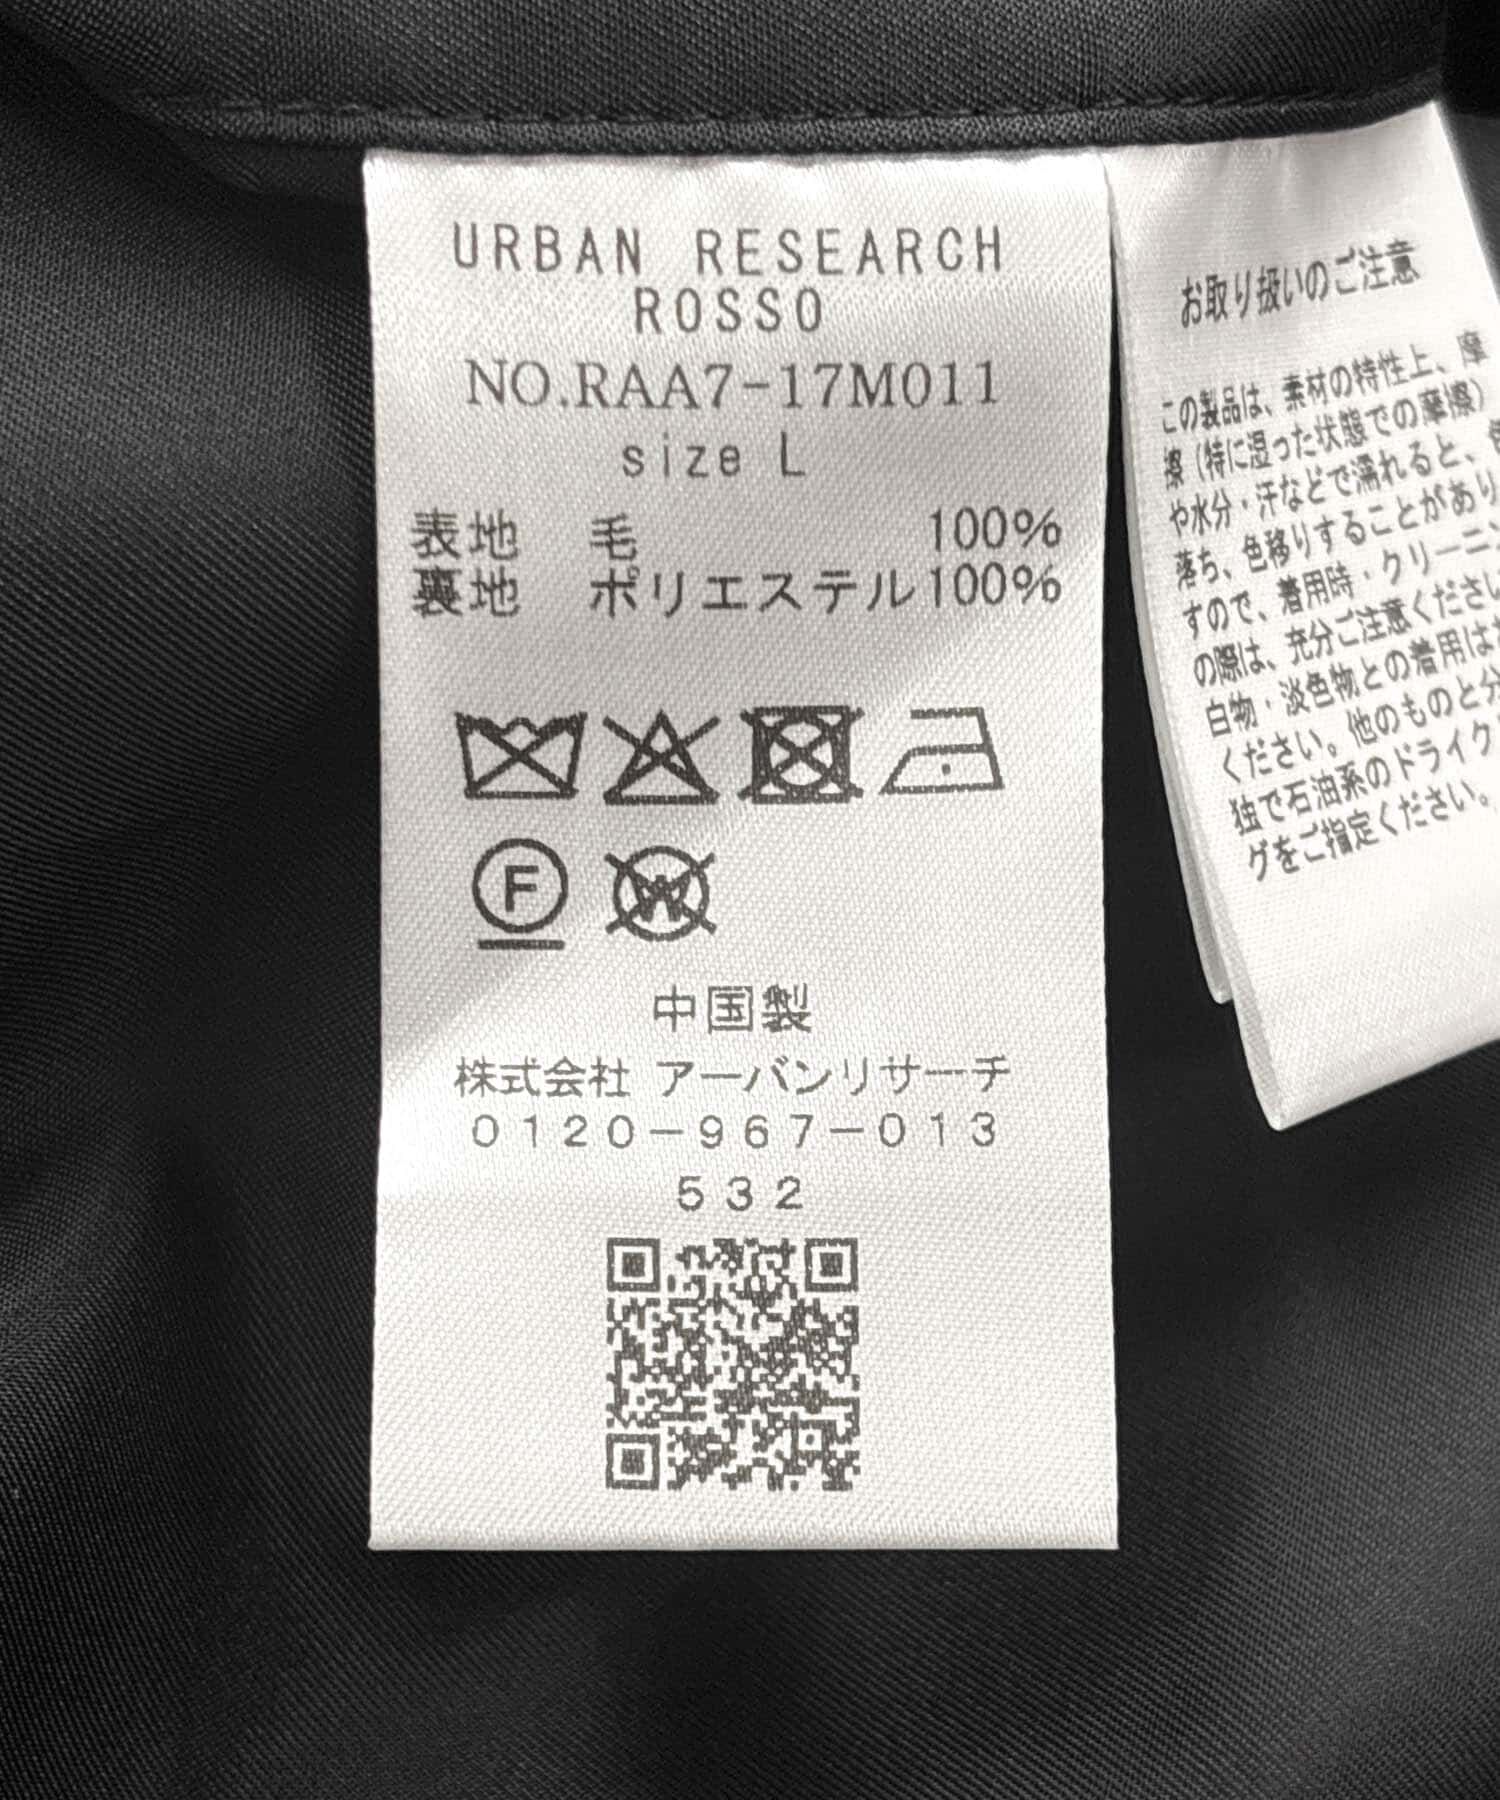 URBAN RESEARCH
ROSSO
NO.RAA7-17M011
size L
表地 毛 100%
裏地 ポリエステル100%
F
W
中国製
株式会社 アーバンリサーチ
0120-967-013
532
お取り扱いのご注意
この製品は、素材の特性上、摩
擦（特に湿った状態での摩擦）
や水分・汗などで濡れると、色
落ち、色移りすることがあり
すので、着用時・クリーニン
の際は、充分ご注意ください
白物・淡色物との着用は
ください。他のものと分
独で石油系のドライク
グをご指定ください。